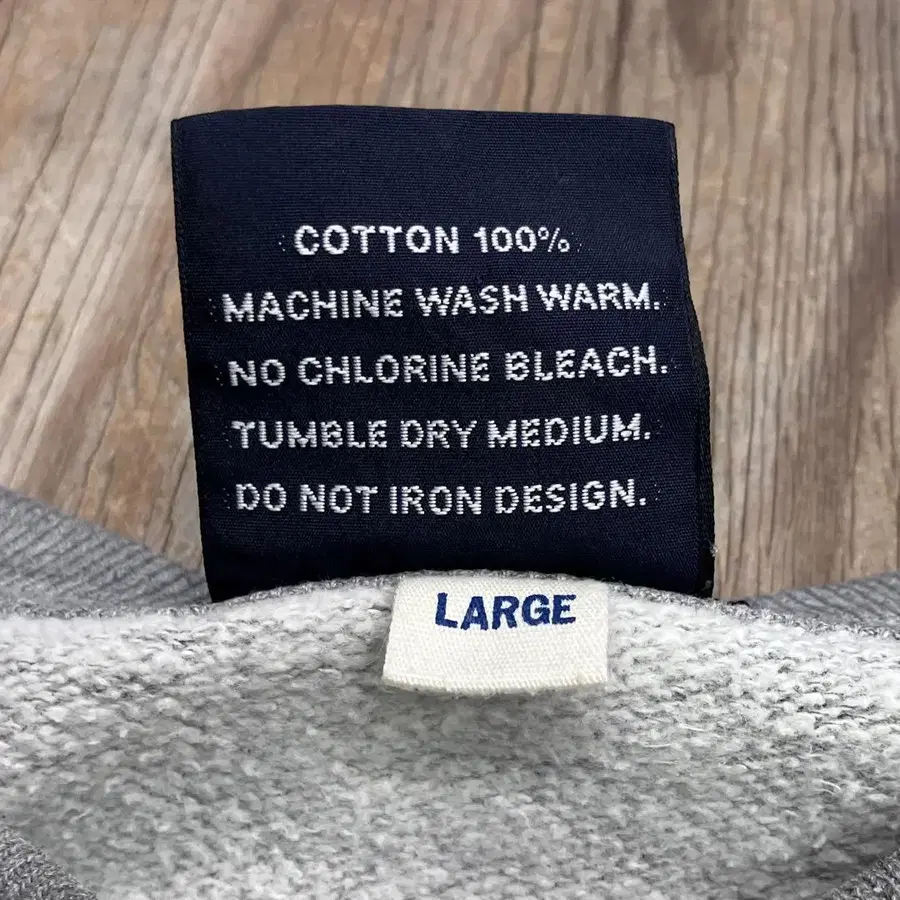 COTTON 100%
MACHINE WASH WARM.
NO CHLORINE BLEACH.
TUMBLE DRY MEDIUM.
DO NOT IRON DESIGN.
LARGE